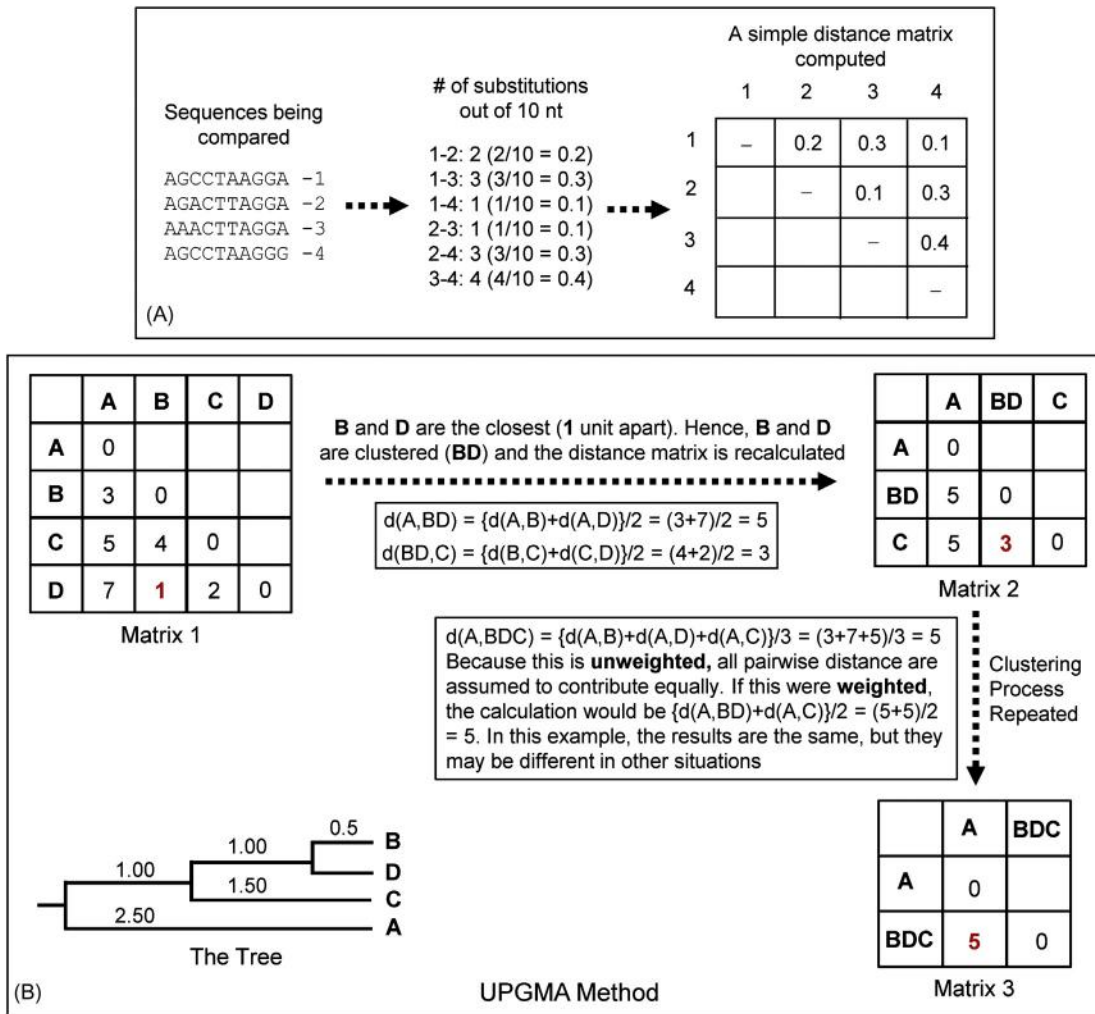 A simple distance matrix
computed
# of substitutions
out of 10 nt
Sequences being
compared
AGCCTAAGGA -1
AGACTTAGGA -2
AAACTTAGGA -3
AGCCTAAGGG -4
1-2: 2 (2/10 = 0.2)
1-3: 3 (3/10 = 0.3)
1-4: 1 (1/10 = 0.1)
2-3: 1 (1/10 = 0.1)
2-4: 3 (3/10 = 0.3)
3-4: 4 (4/10 = 0.4)
1 2 3 4
1 – 0.2 0.3 0.1
2 – 0.1 0.3
3 – 0.4
4 –
(A)
A B C D
A 0
B 3 0
C 5 4 0
D 7 1 2 0
Matrix 1
B and D are the closest (1 unit apart). Hence, B and D
are clustered (BD) and the distance matrix is recalculated
d(A,BD) = {d(A,B)+d(A,D)}/2 = (3+7)/2 = 5
d(BD,C) = {d(B,C)+d(C,D)}/2 = (4+2)/2 = 3
A BD C
A 0
BD 5 0
C 5 3 0
Matrix 2
d(A,BDC) = {d(A,B)+d(A,D)+d(A,C)}/3 = (3+7+5)/3 = 5
Because this is unweighted, all pairwise distance are
assumed to contribute equally. If this were weighted,
the calculation would be {d(A,BD)+d(A,C)}/2 = (5+5)/2
= 5. In this example, the results are the same, but they
may be different in other situations
Clustering
Process
Repeated
A BDC
A 0
BDC 5 0
Matrix 3
0.5 B
1.00 D
1.00 1.50 C
2.50 A
The Tree
(B)
UPGMA Method